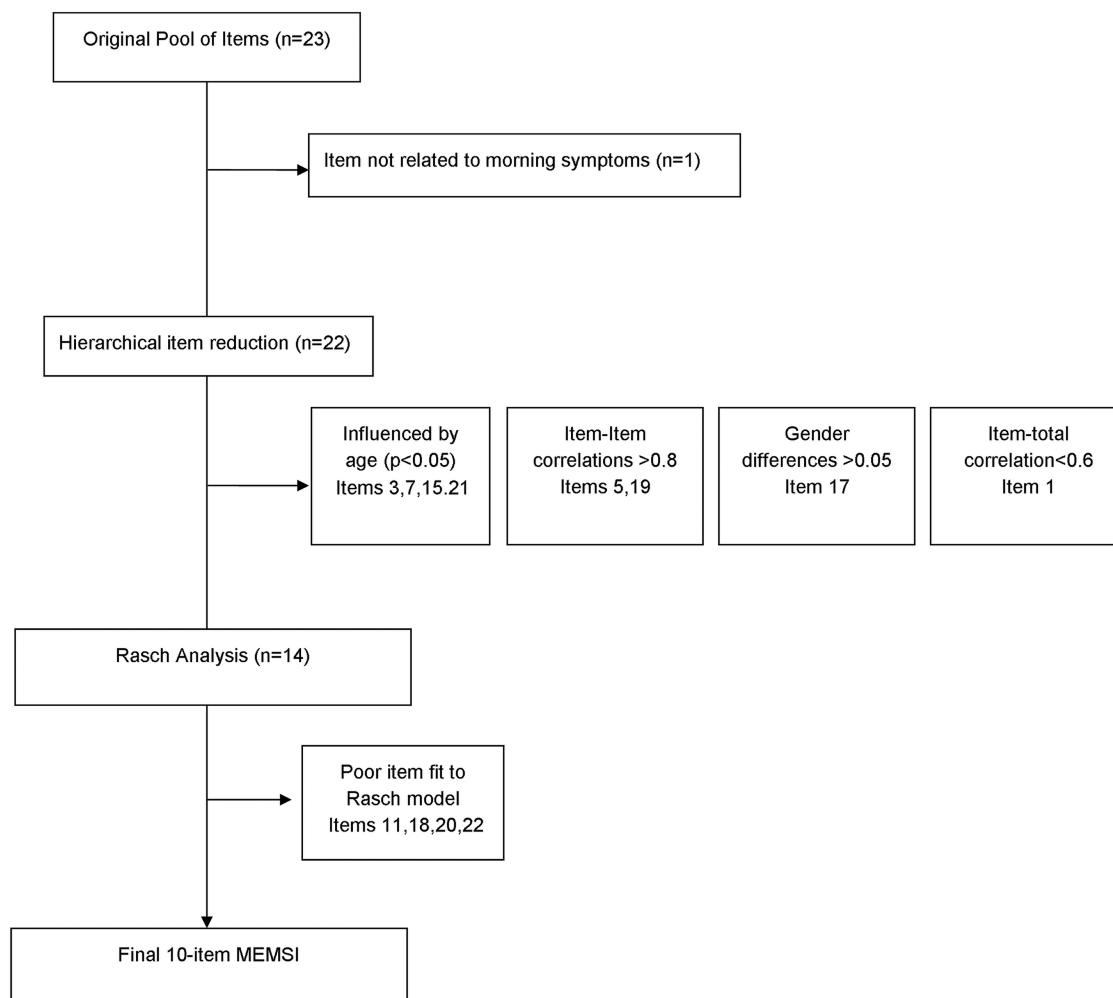 Original Pool of Items (n=23)
Item not related to morning symptoms (n=1)
Hierarchical item reduction (n=22)
Influenced by
age (p<0.05)
Items 3,7,15.21
Item-Item
correlations >0.8
Items 5,19
Gender
differences >0.05
Item 17
Item-total
correlation<0.6
Item 1
Rasch Analysis (n=14)
Poor item fit to
Rasch model
Items 11,18,20,22
Final 10-item MEMSI